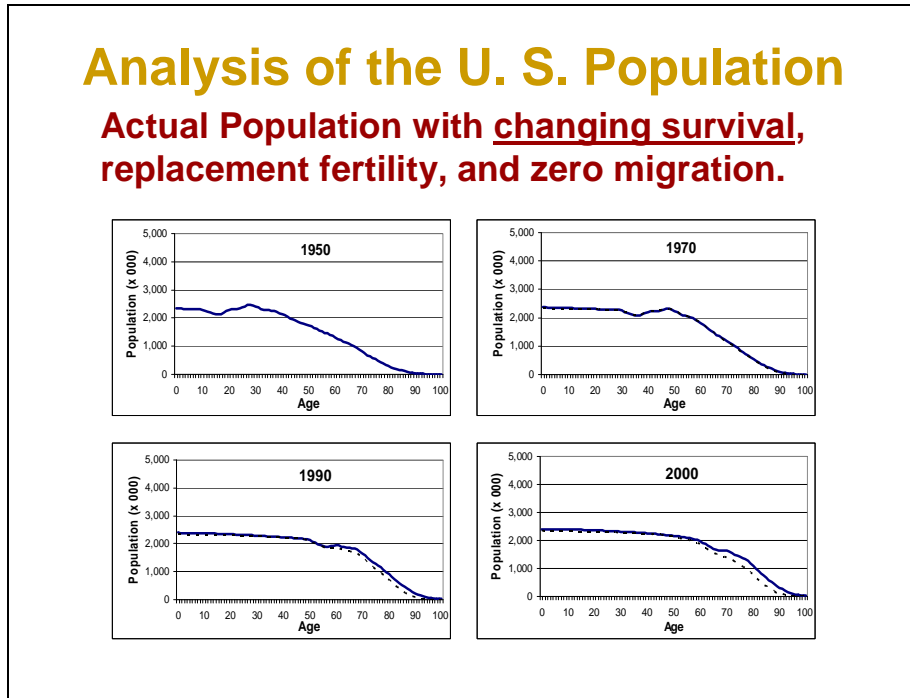 Analysis of the U. S. Population
Actual Population with changing survival,
replacement fertility, and zero migration.
1950
Population (x 000)
5,000
4,000
3,000
2,000
1,000
0
0 10 20 30 40 50 60 70 80 90 100
Age
1970
Population (x 000)
5,000
4,000
3,000
2,000
1,000
0
0 10 20 30 40 50 60 70 80 90 100
Age
1990
Population (x 000)
5,000
4,000
3,000
2,000
1,000
0
0 10 20 30 40 50 60 70 80 90 100
Age
2000
Population (x 000)
5,000
4,000
3,000
2,000
1,000
0
0 10 20 30 40 50 60 70 80 90 100
Age